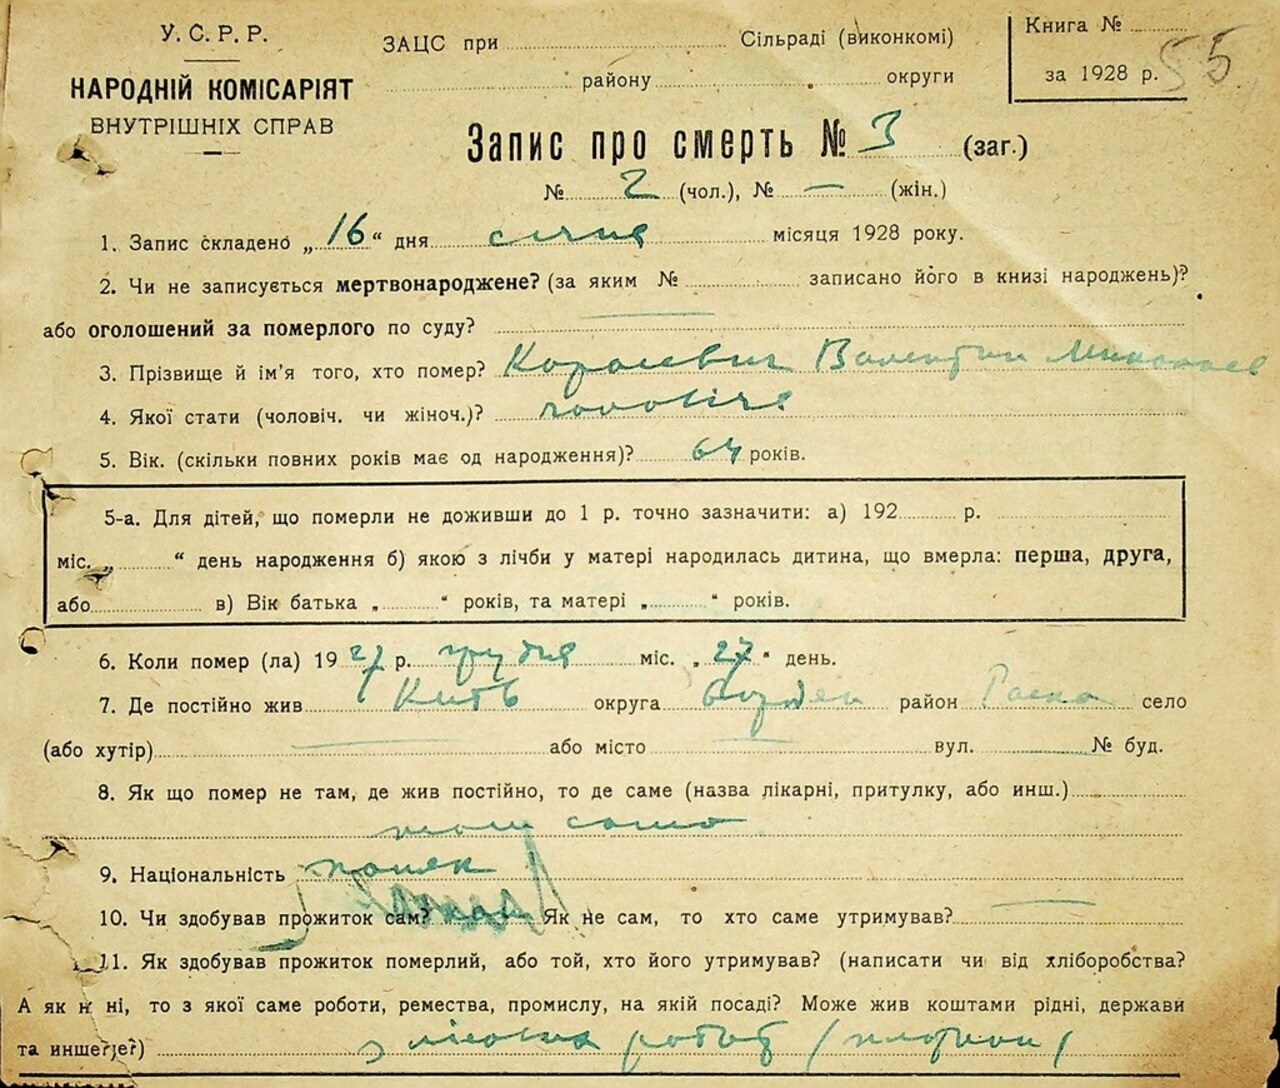 У. С. Р. Р.
НАРОДНІЙ КОМІСАРІЯТ
ВНУТРІШНІХ СПРАВ
ЗАЦС при Сільраді (виконкомі)
району округи
Книга №
за 1928 р. 55
Запис про смерть № 3 (заг.)
№ 2 (чол.), № — (жін.)
1. Запис складено „16“ дня січня місяця 1928 року.
2. Чи не записується мертвонароджене? (за яким № записано його в книзі народжень)?
або оголошений за померлого по суду? —
3. Прізвище й ім'я того, хто помер? Королевич Валентин Миколаев
4. Якої стати (чоловіч. чи жіноч.)? чоловіча
5. Вік. (скільки повних років має од народження)? 64 років.
5-а. Для дітей, що померли не доживши до 1 р. точно зазначити: а) 192 р.
міс. „ “ день народження б) якою з лічби у матері народилась дитина, що вмерла: перша, друга,
або в) Вік батька „ “ років, та матері „ “ років.
6. Коли помер (ла) 1927 р. грудня міс. „27“ день.
7. Де постійно жив Київ округа район село
(або хутір) — або місто — вул. — № буд.
8. Як що помер не там, де жив постійно, то де саме (назва лікарні, притулку, або инш.)
там само
9. Національність поляк
10. Чи здобував прожиток сам? Як не сам, то хто саме утримував? —
11. Як здобував прожиток померлий, або той, хто його утримував? (написати чи від хліборобства?
А як ні, то з якої саме роботи, ремества, промислу, на якій посаді? Може жив коштами рідні, держави
та инше) з лісових робіт